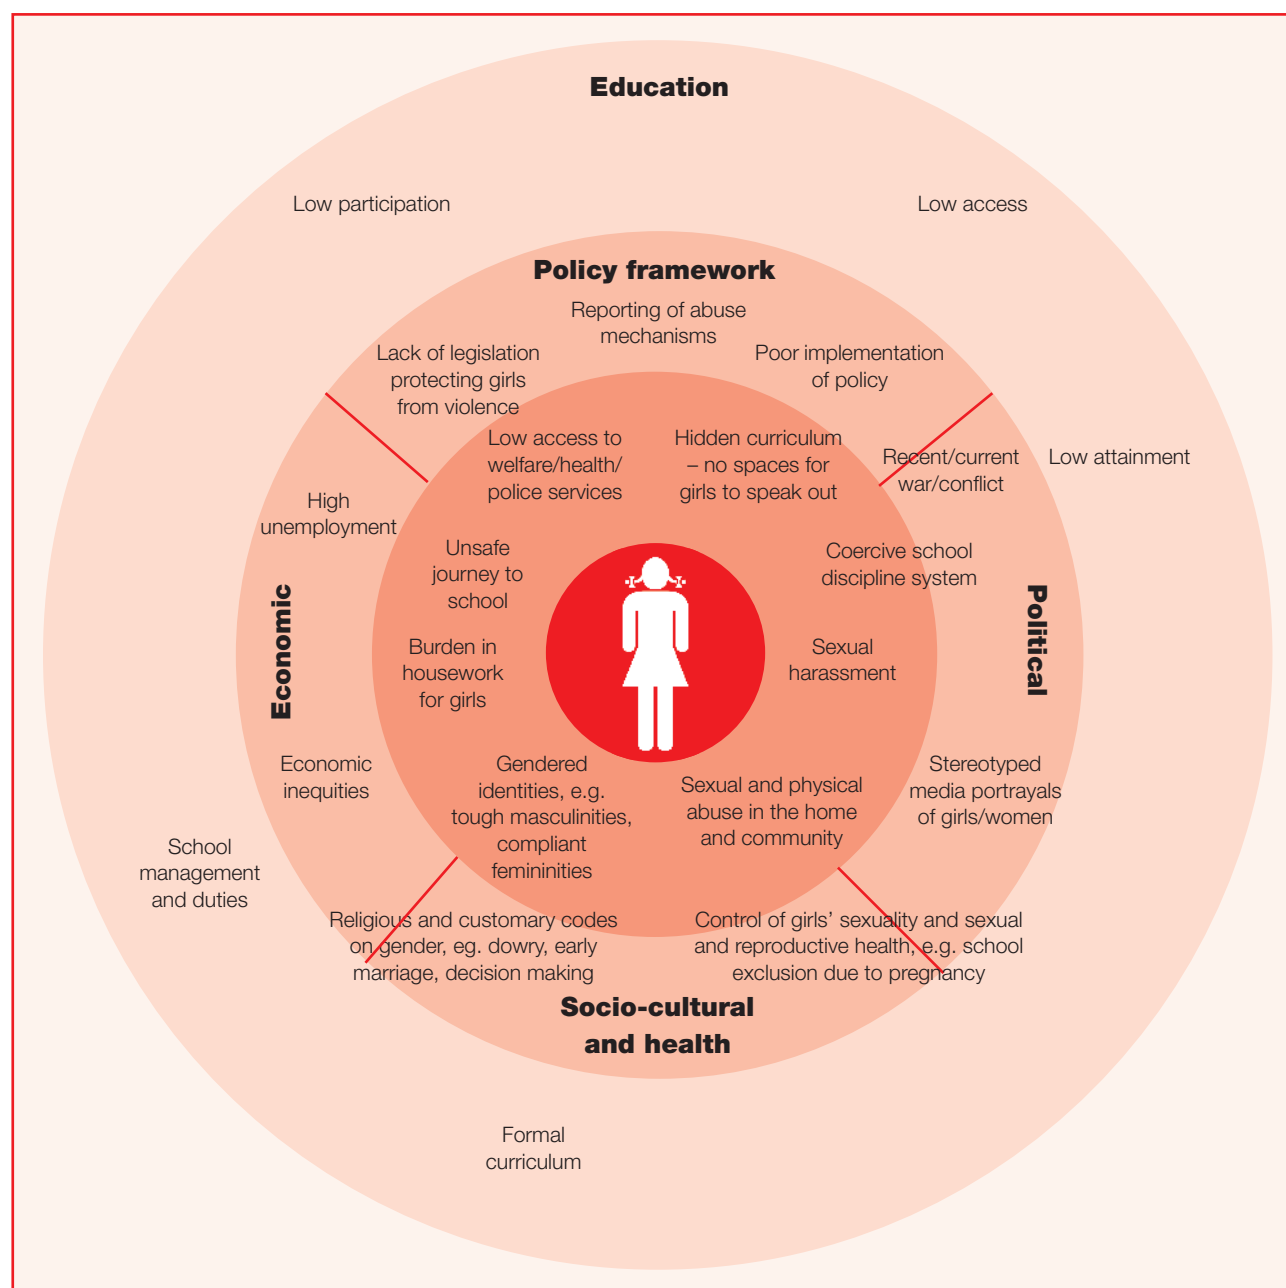 Education
Low participation
Low access
Policy framework
Reporting of abuse
mechanisms
Lack of legislation
protecting girls
from violence
Poor implementation
of policy
Low access to
welfare/health/
police services
Hidden curriculum
– no spaces for
girls to speak out
Recent/current
war/conflict
Low attainment
High
unemployment
Unsafe
journey to
school
Coercive school
discipline system
Economic
Political
Burden in
housework
for girls
Sexual
harassment
Economic
inequities
Gendered
identities, e.g.
tough masculinities,
compliant
femininities
Sexual and physical
abuse in the home
and community
Stereotyped
media portrayals
of girls/women
School
management
and duties
Religious and customary codes
on gender, eg. dowry, early
marriage, decision making
Control of girls’ sexuality and sexual
and reproductive health, e.g. school
exclusion due to pregnancy
Socio-cultural
and health
Formal
curriculum